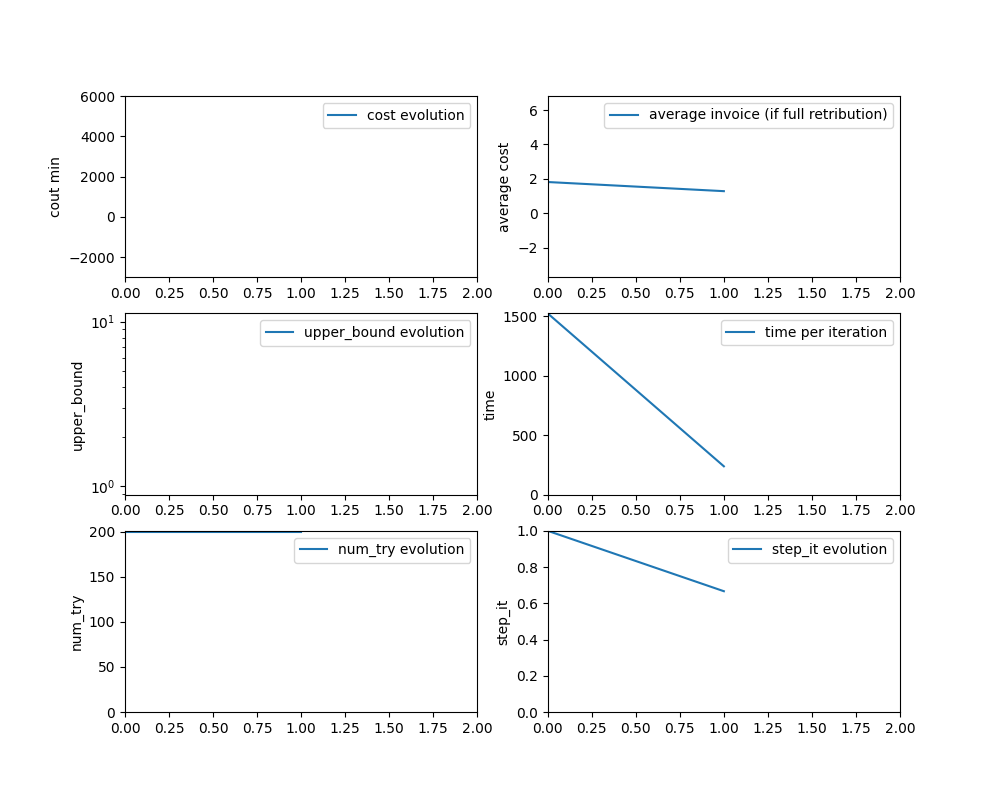 6000
4000
2000
0
−2000
cout min
cost evolution
0.00 0.25 0.50 0.75 1.00 1.25 1.50 1.75 2.00
6
4
2
0
−2
average cost
average invoice (if full retribution)
0.00 0.25 0.50 0.75 1.00 1.25 1.50 1.75 2.00
10¹
10⁰
upper_bound
upper_bound evolution
0.00 0.25 0.50 0.75 1.00 1.25 1.50 1.75 2.00
1500
1000
500
0
time
time per iteration
0.00 0.25 0.50 0.75 1.00 1.25 1.50 1.75 2.00
200
150
100
50
0
num_try
num_try evolution
0.00 0.25 0.50 0.75 1.00 1.25 1.50 1.75 2.00
1.0
0.8
0.6
0.4
0.2
0.0
step_it
step_it evolution
0.00 0.25 0.50 0.75 1.00 1.25 1.50 1.75 2.00